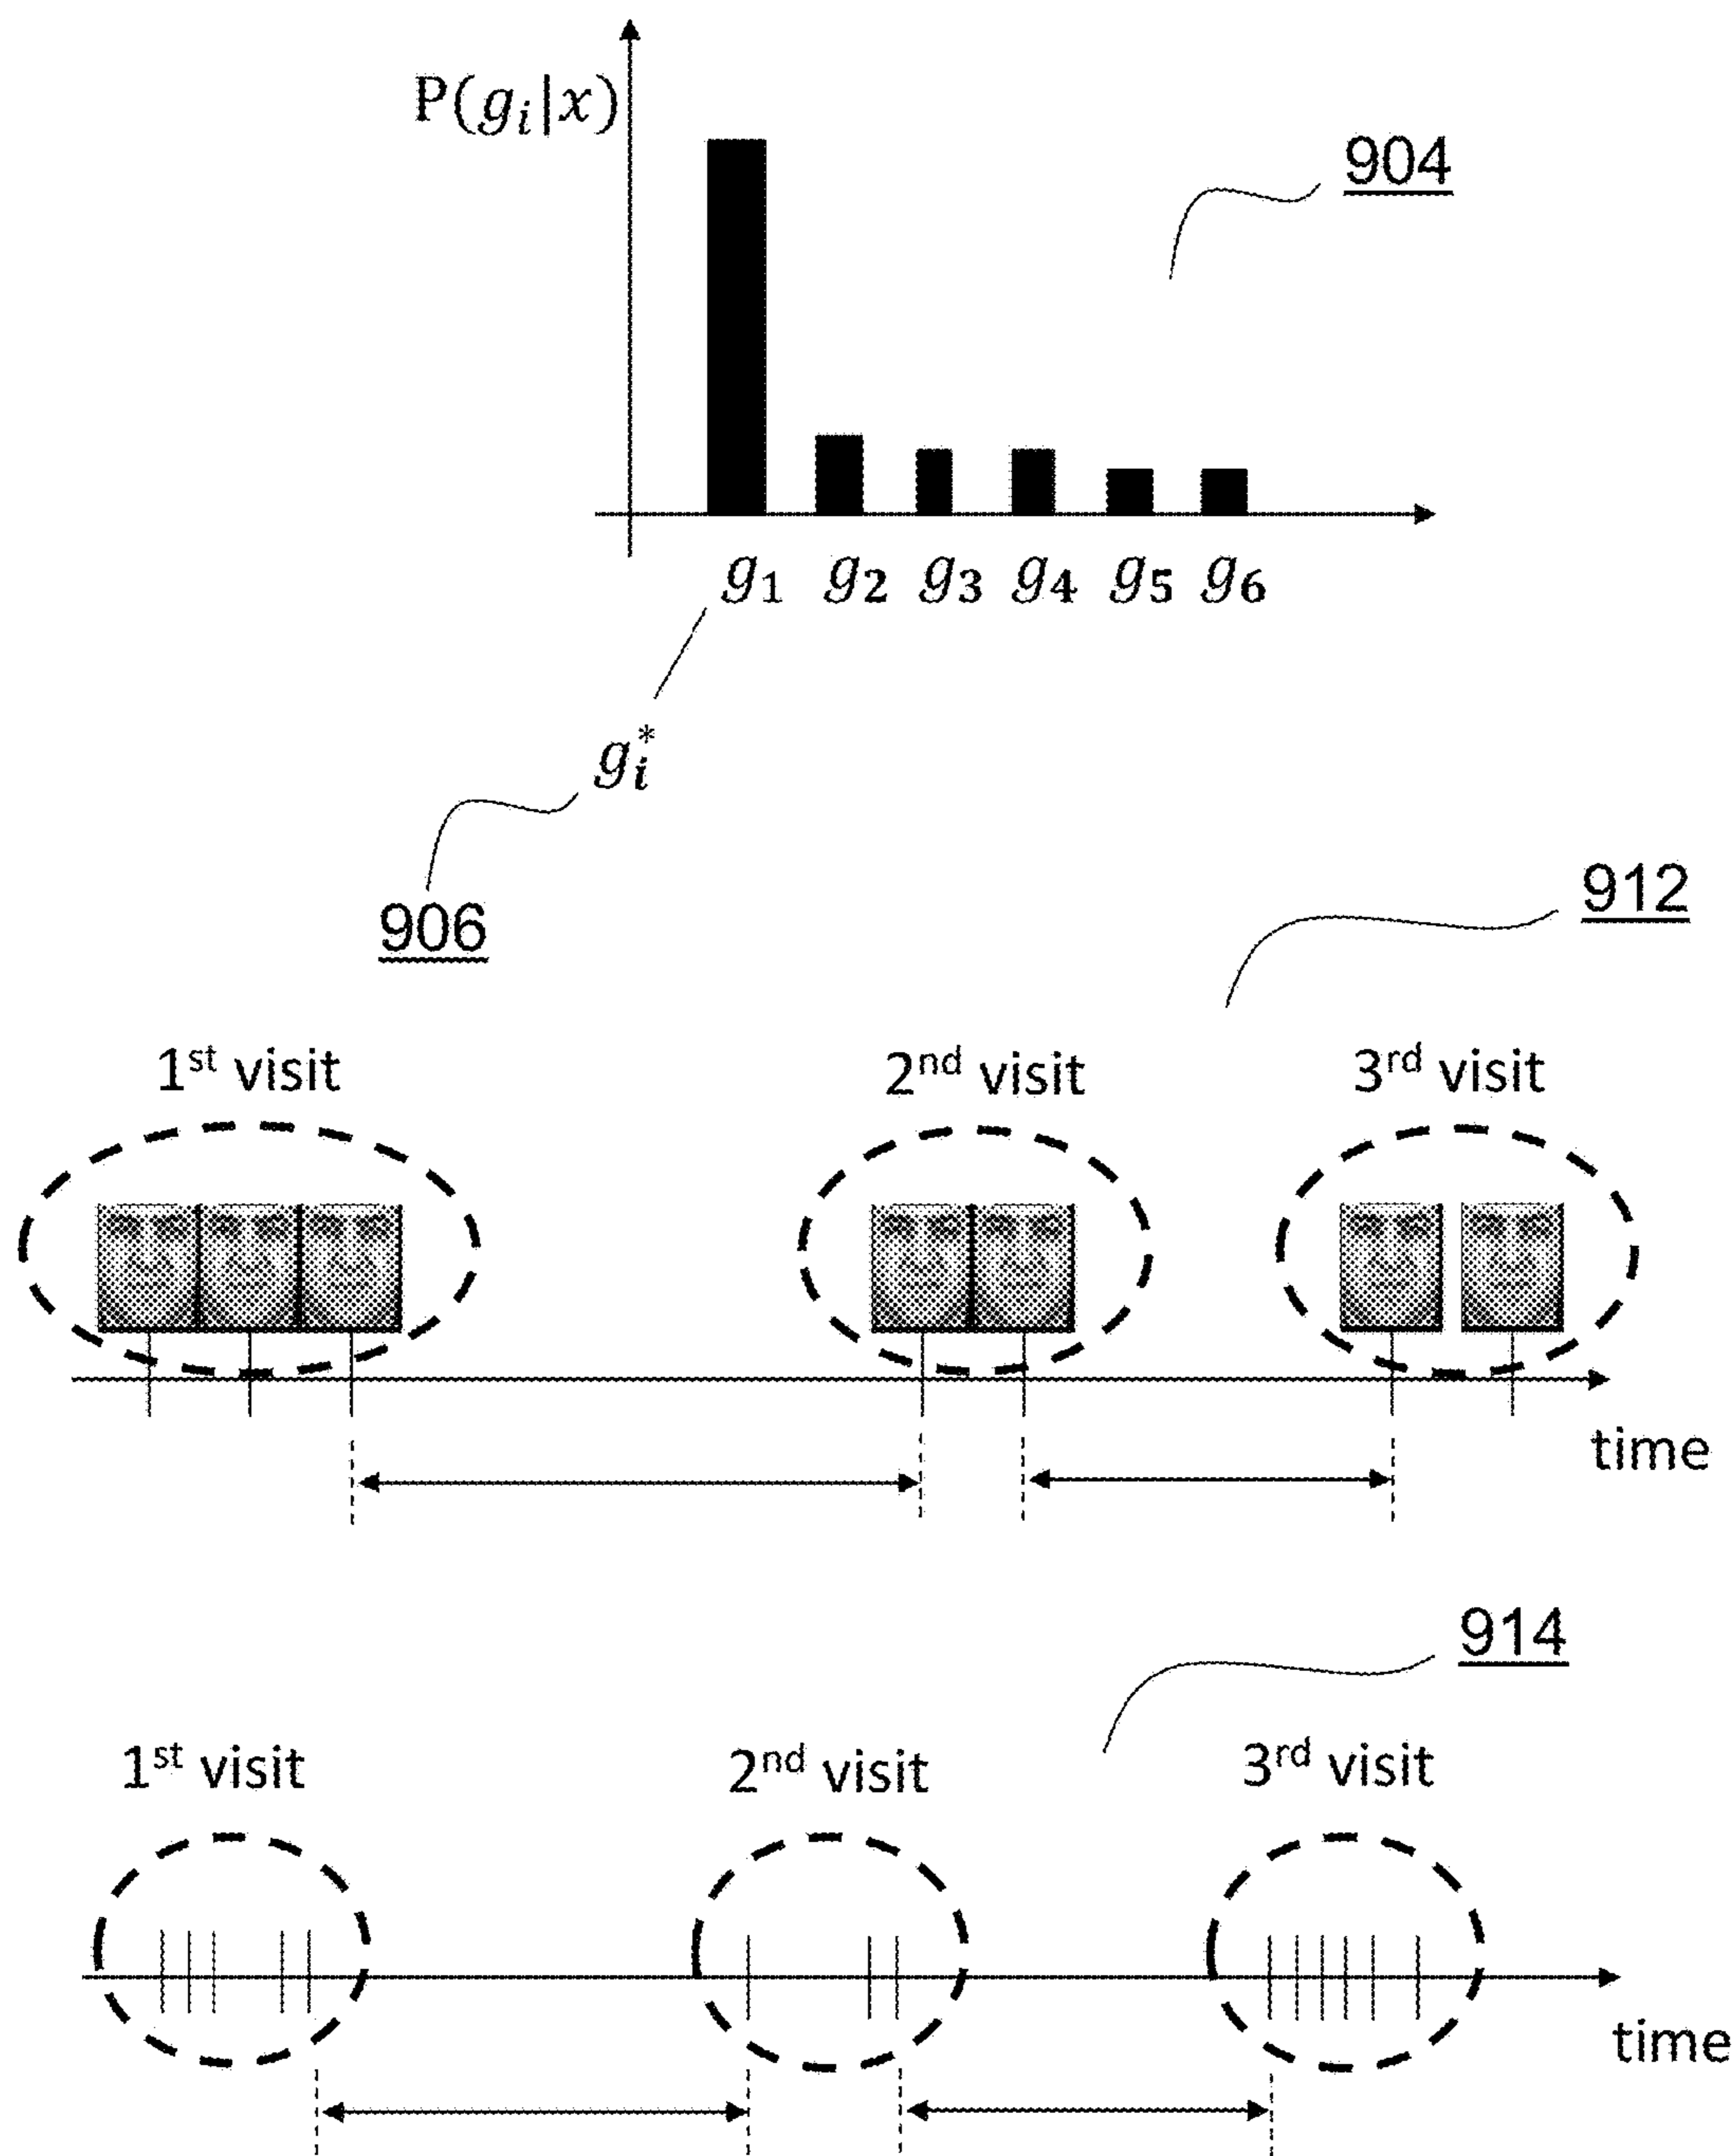 P(gᵢ|x)
904
g₁ g₂ g₃ g₄ g₅ g₆
gᵢ*
906
912
1ˢᵗ visit 2ⁿᵈ visit 3ʳᵈ visit
time
914
1ˢᵗ visit 2ⁿᵈ visit 3ʳᵈ visit
time